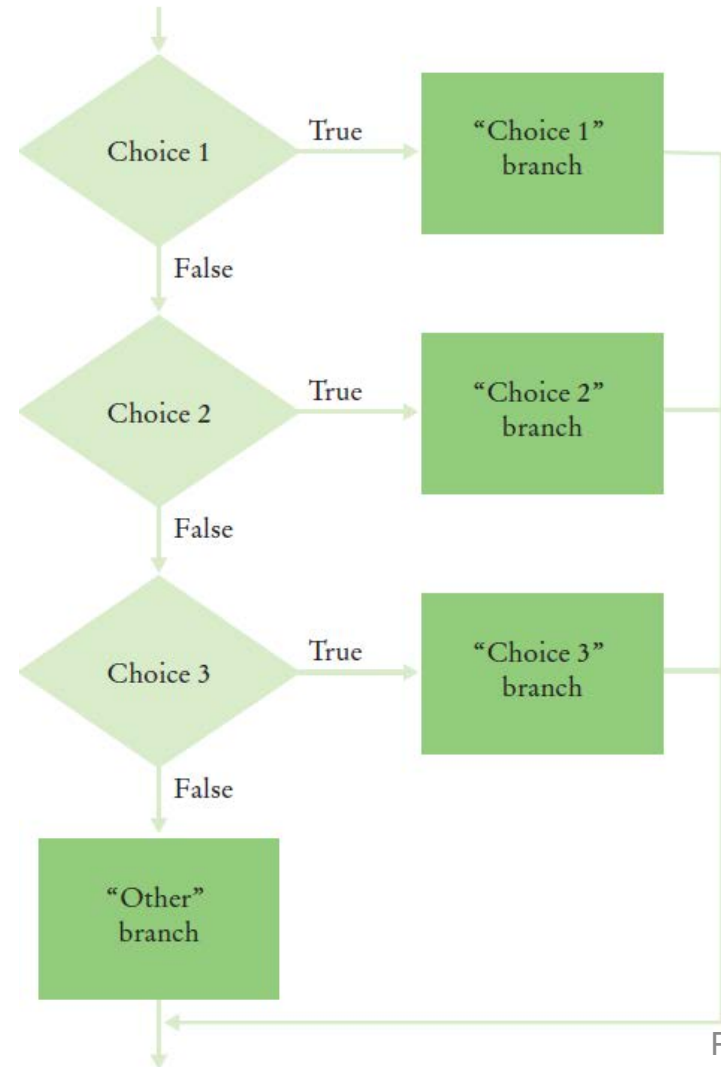 Choice 1
True
“Choice 1”
branch
False
Choice 2
True
“Choice 2”
branch
False
Choice 3
True
“Choice 3”
branch
False
“Other”
branch